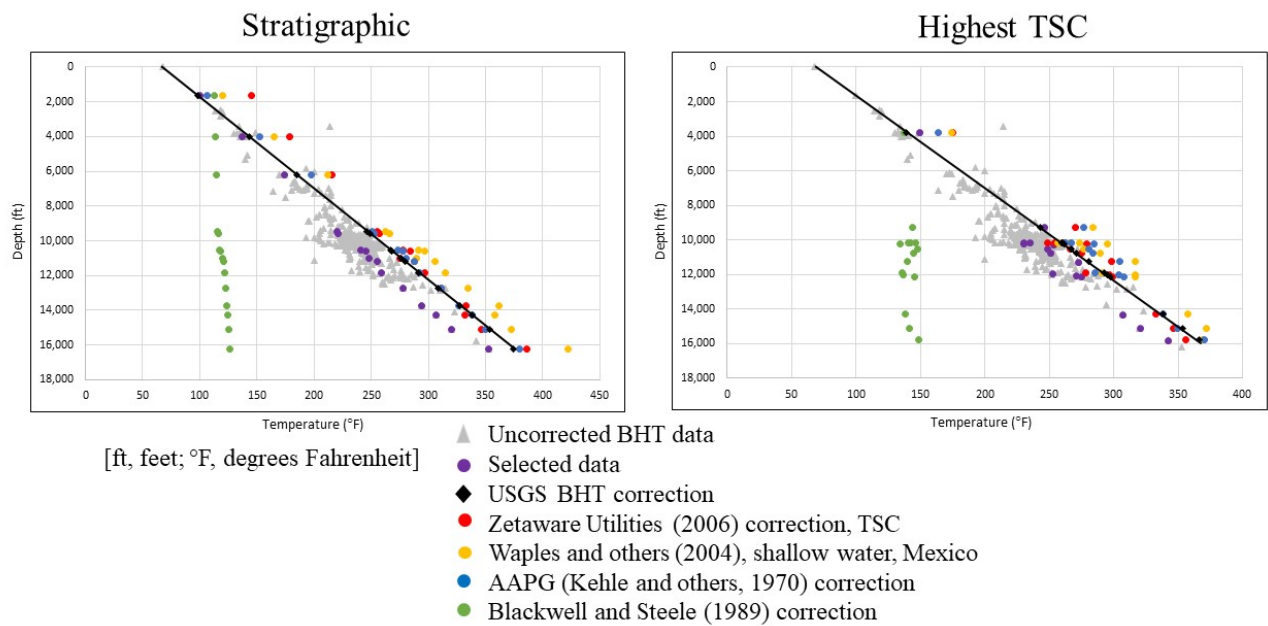 Stratigraphic
0
2,000
4,000
6,000
8,000
10,000
12,000
14,000
16,000
18,000
Depth (ft)
0 50 100 150 200 250 300 350 400 450
Temperature (°F)
Highest TSC
0
2,000
4,000
6,000
8,000
10,000
12,000
14,000
16,000
18,000
Depth (ft)
0 50 100 150 200 250 300 350 400
Temperature (°F)
[ft, feet; °F, degrees Fahrenheit]
Uncorrected BHT data
Selected data
USGS BHT correction
Zetaware Utilities (2006) correction, TSC
Waples and others (2004), shallow water, Mexico
AAPG (Kehle and others, 1970) correction
Blackwell and Steele (1989) correction